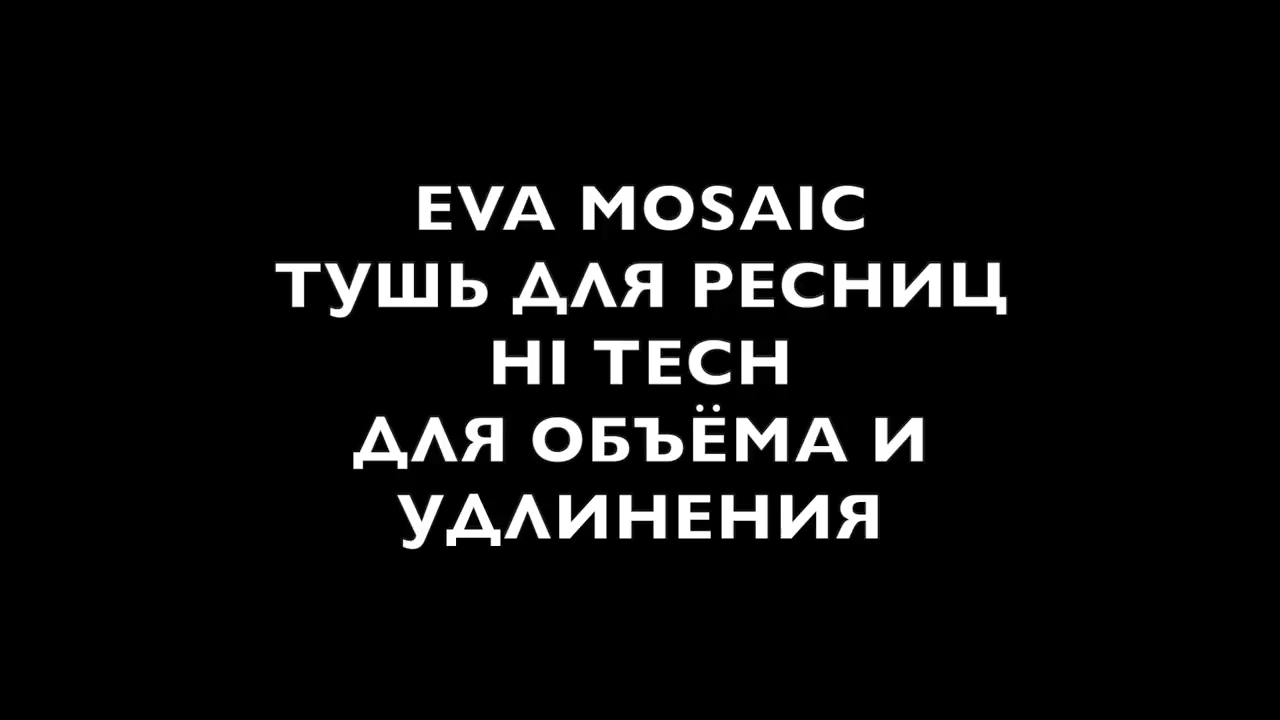 EVA MOSAIC
ТУШЬ ДЛЯ РЕСНИЦ
HI TECH
ДЛЯ ОБЪЁМА И
УДЛИНЕНИЯ